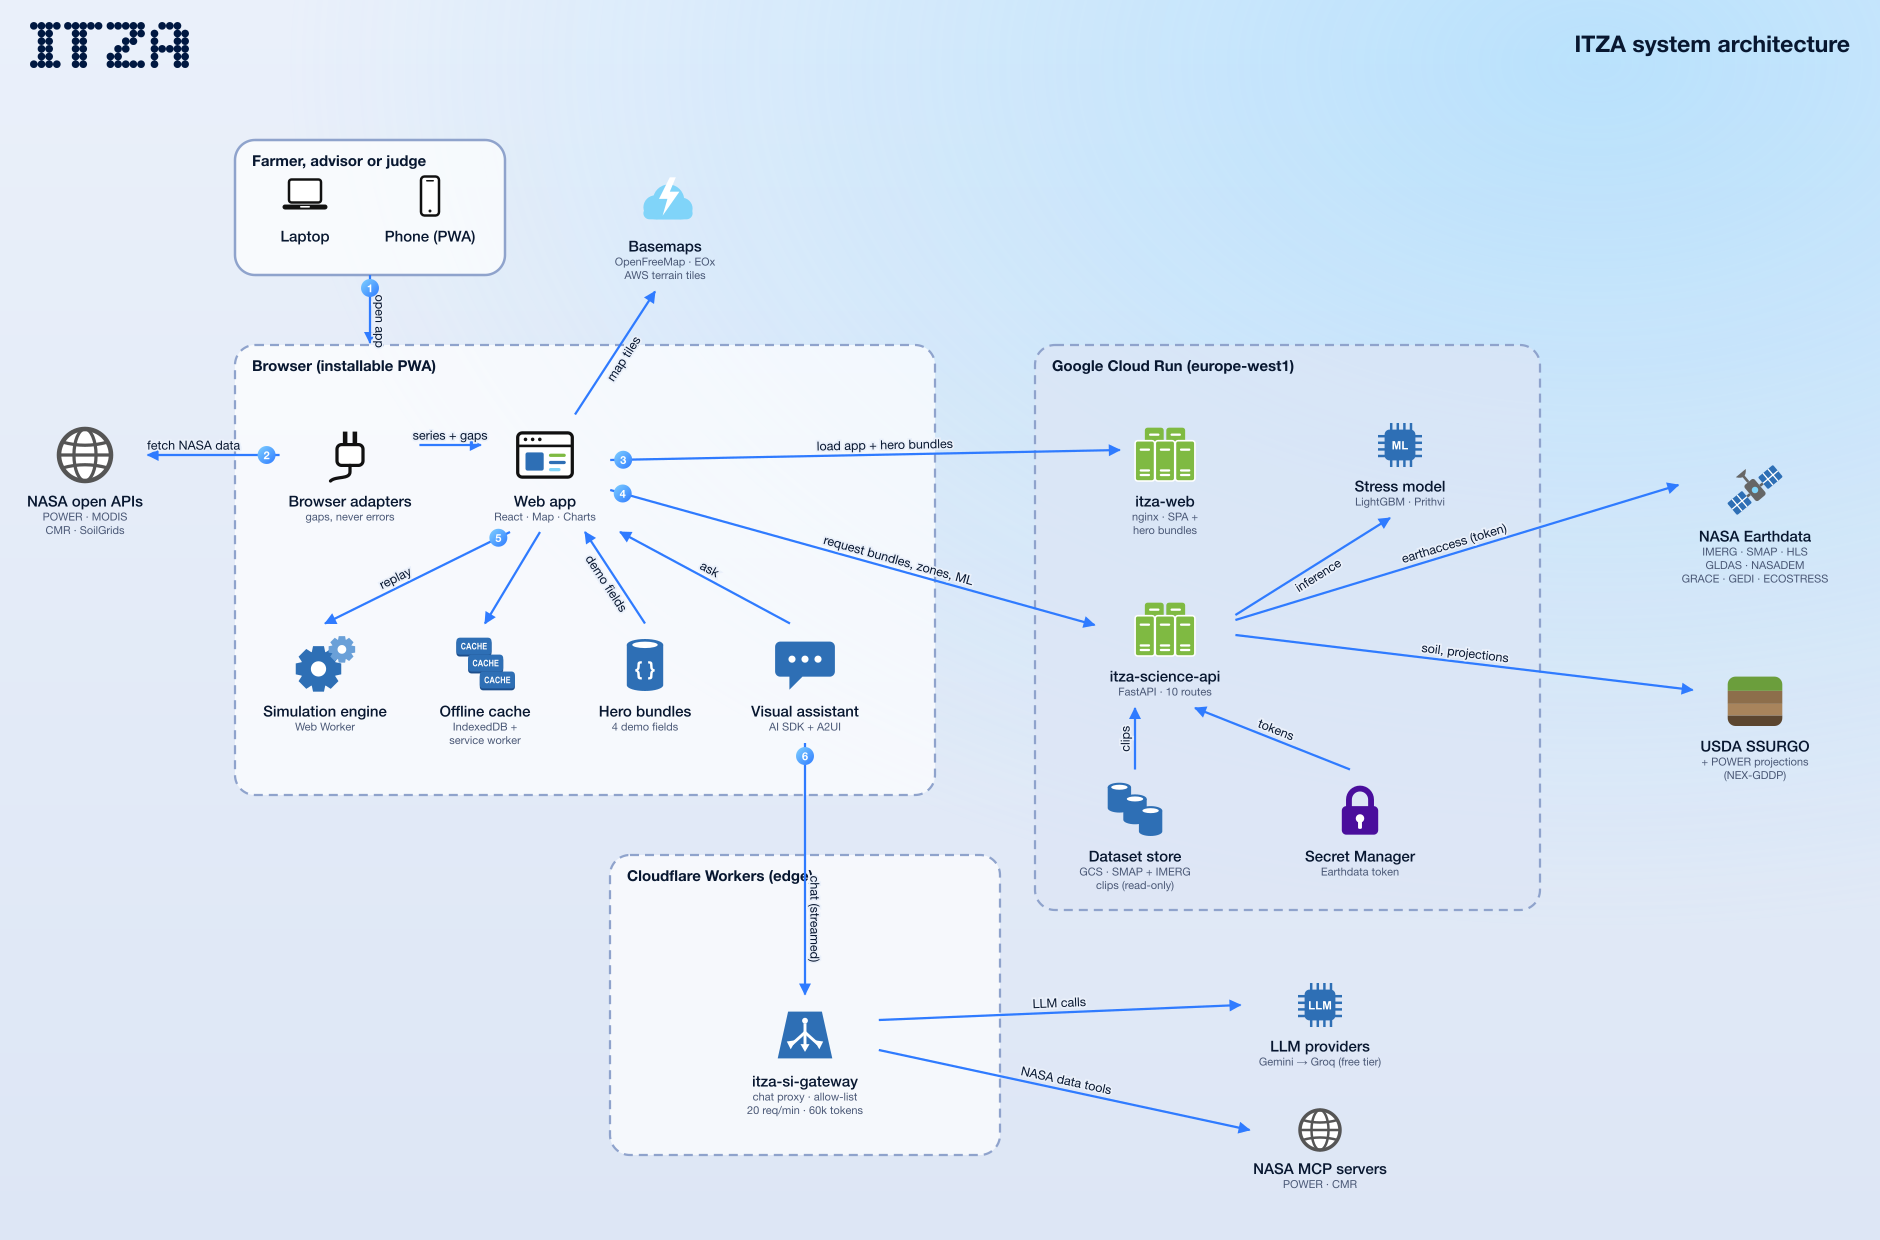 ITZA
ITZA system architecture
Farmer, advisor or judge
Laptop
Phone (PWA)
1
open app
Basemaps
OpenFreeMap · EOx
AWS terrain tiles
map tiles
Browser (installable PWA)
NASA open APIs
POWER · MODIS
CMR · SoilGrids
fetch NASA data
2
Browser adapters
gaps, never errors
series + gaps
Web app
React · Map · Charts
3
load app + hero bundles
4
request bundles, zones, ML
5
replay
demo fields
ask
Simulation engine
Web Worker
CACHE
CACHE
CACHE
Offline cache
IndexedDB +
service worker
{ }
Hero bundles
4 demo fields
Visual assistant
AI SDK + A2UI
6
chat (streamed)
Google Cloud Run (europe-west1)
itza-web
nginx · SPA +
hero bundles
ML
Stress model
LightGBM · Prithvi
inference
earthaccess (token)
itza-science-api
FastAPI · 10 routes
soil, projections
clips
tokens
Dataset store
GCS · SMAP + IMERG
clips (read-only)
Secret Manager
Earthdata token
NASA Earthdata
IMERG · SMAP · HLS
GLDAS · NASADEM
GRACE · GEDI · ECOSTRESS
USDA SSURGO
+ POWER projections
(NEX-GDDP)
Cloudflare Workers (edge)
itza-si-gateway
chat proxy · allow-list
20 req/min · 60k tokens
LLM calls
NASA data tools
LLM
LLM providers
Gemini → Groq (free tier)
NASA MCP servers
POWER · CMR